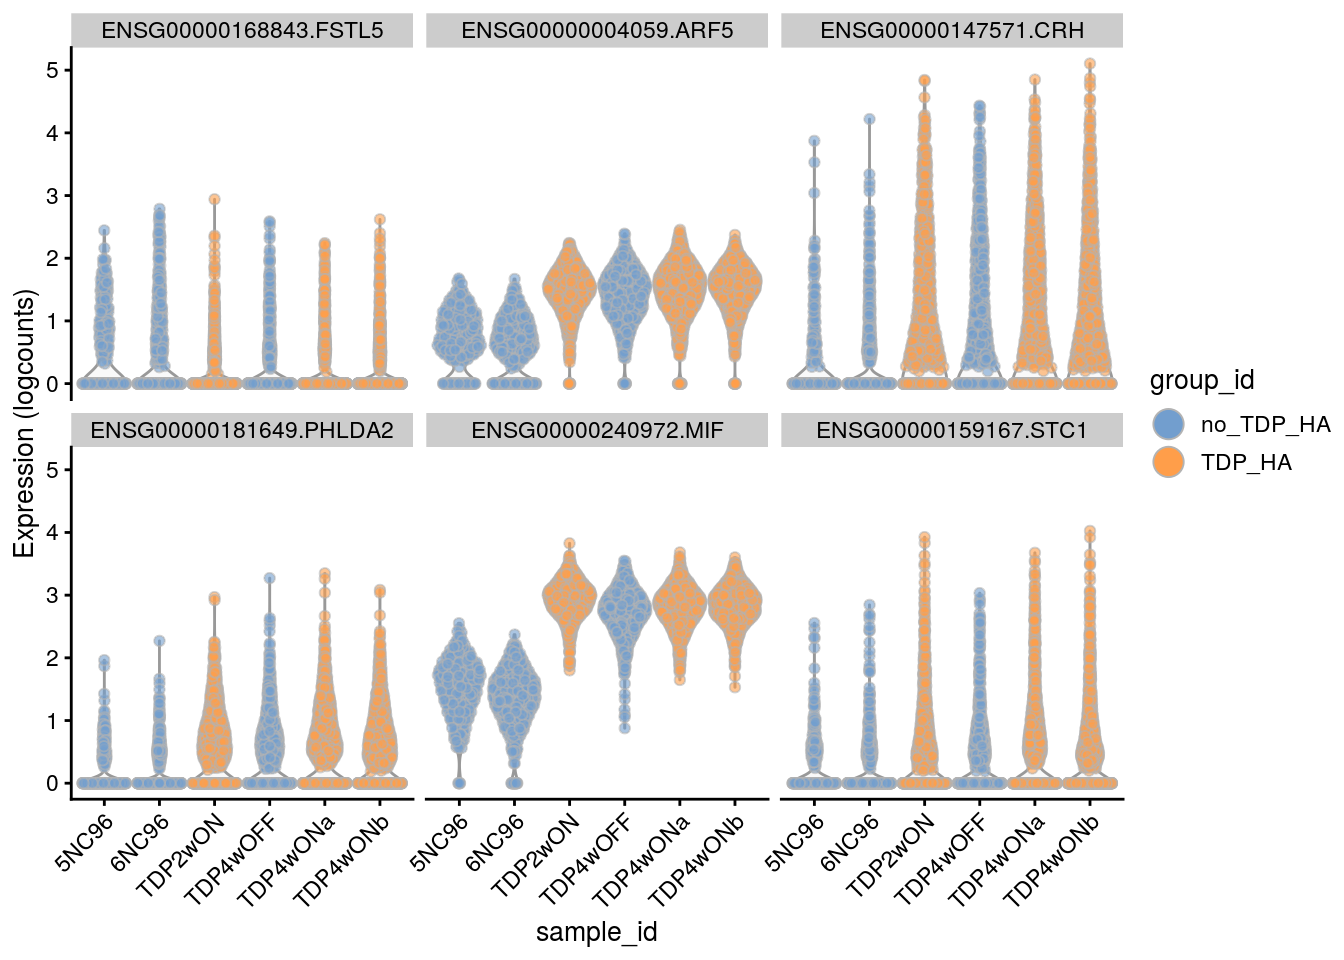 ENSG00000168843.FSTL5 ENSG00000004059.ARF5 ENSG00000147571.CRH
5
4
3
2
1
0
ENSG00000181649.PHLDA2 ENSG00000240972.MIF ENSG00000159167.STC1
5
4
3
2
1
0
Expression (logcounts)
5NC96 6NC96 TDP2wON TDP4wOFF TDP4wONa TDP4wONb 5NC96 6NC96 TDP2wON TDP4wOFF TDP4wONa TDP4wONb 5NC96 6NC96 TDP2wON TDP4wOFF TDP4wONa TDP4wONb
sample_id
group_id
no_TDP_HA
TDP_HA